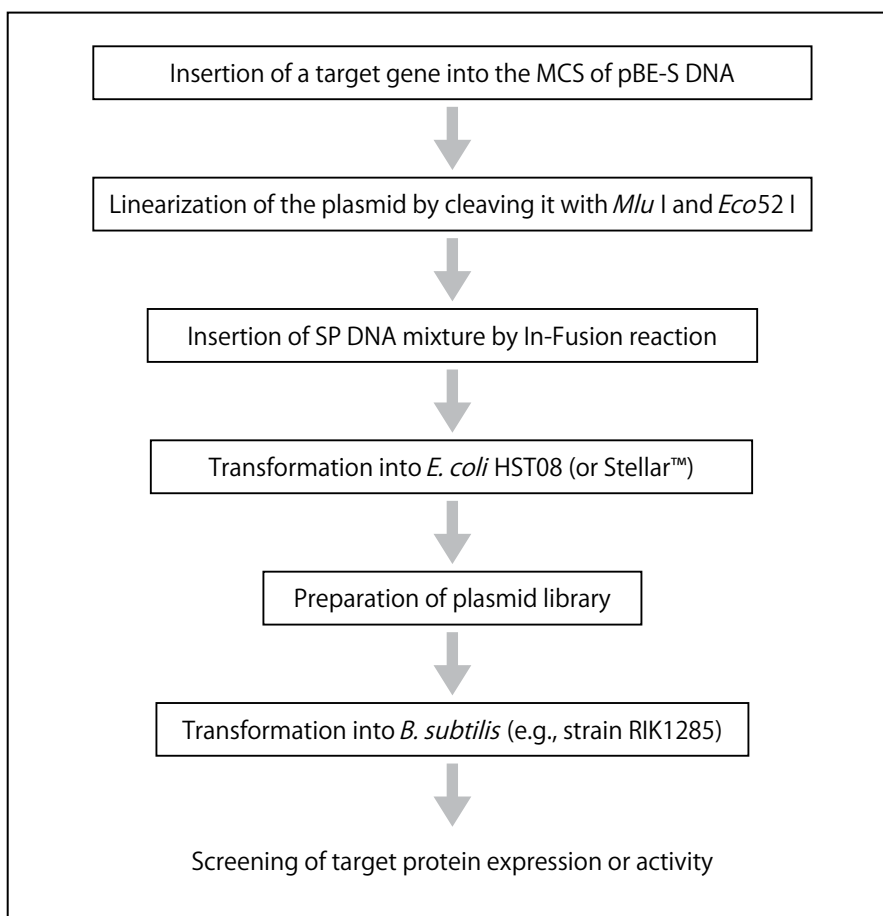 Insertion of a target gene into the MCS of pBE-S DNA
Linearization of the plasmid by cleaving it with Mlu I and Eco52 I
Insertion of SP DNA mixture by In-Fusion reaction
Transformation into E. coli HST08 (or Stellar™)
Preparation of plasmid library
Transformation into B. subtilis (e.g., strain RIK1285)
Screening of target protein expression or activity